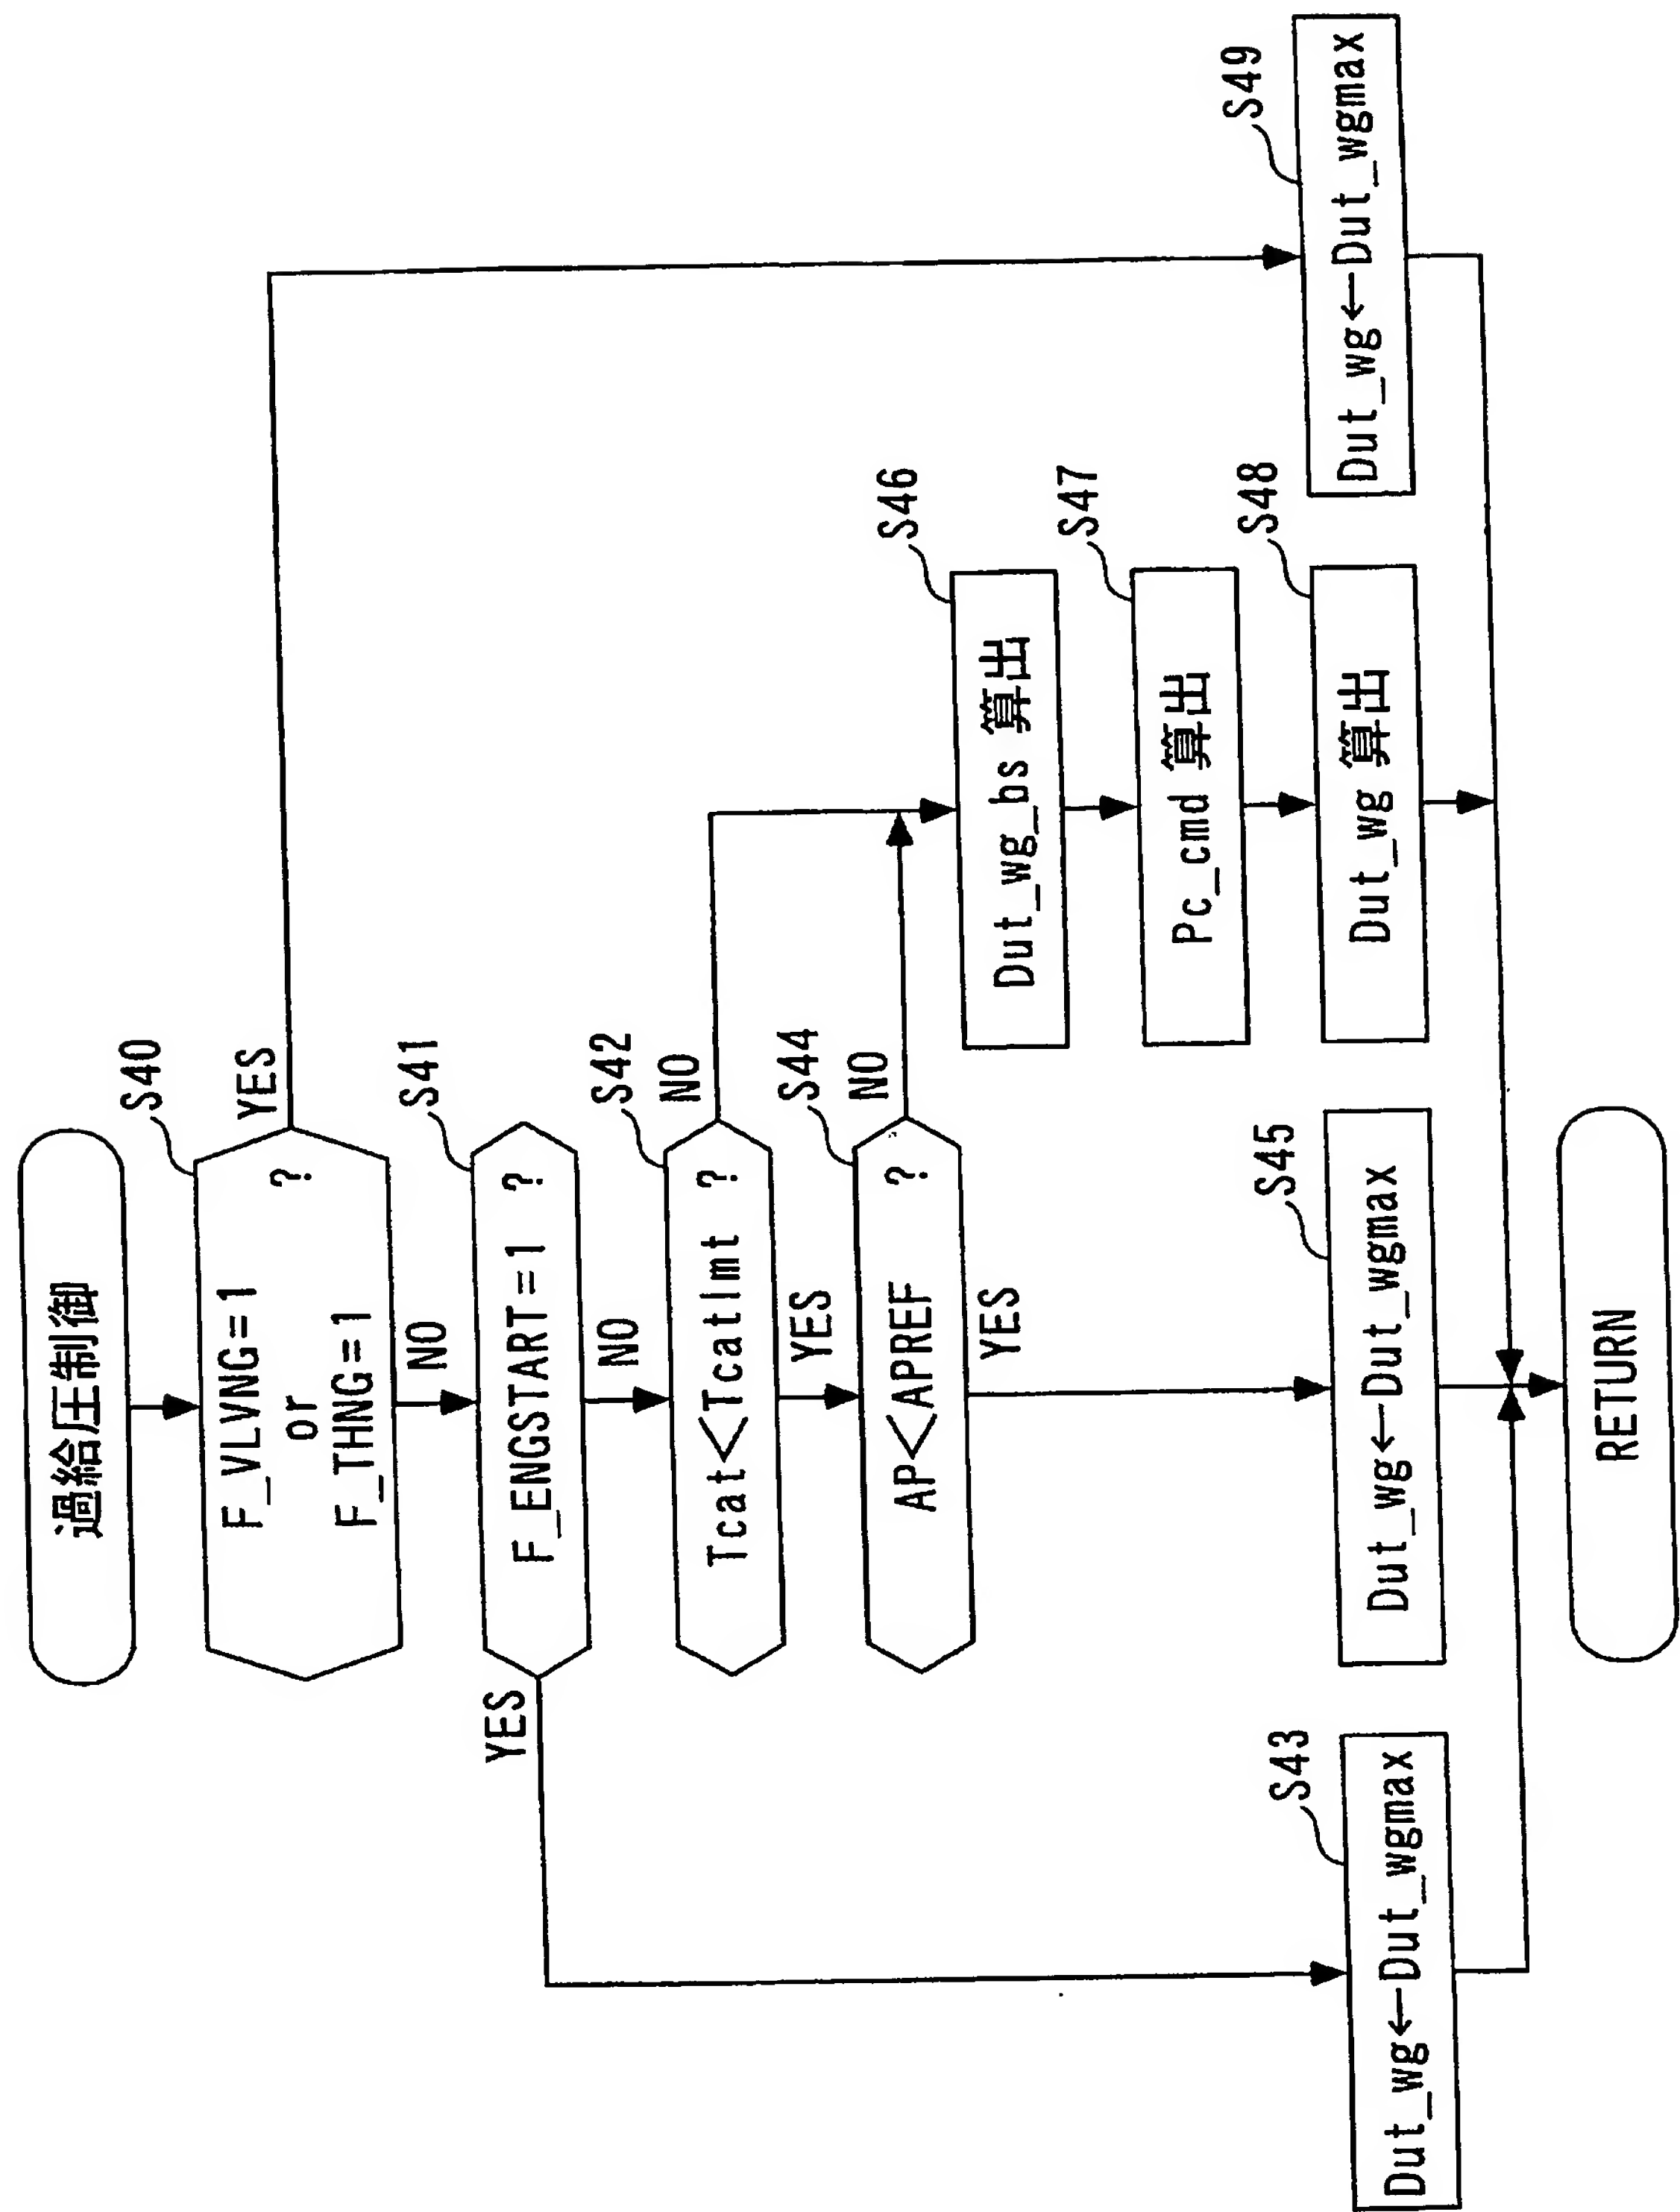 過給圧制御
S40
F_VLVNG=1
or
F_THNG=1
?
YES
NO
S41
F_ENGSTART=1 ?
YES
NO
S42
Tcat<Tcatlmt ?
NO
YES
S44
AP<APREF ?
NO
YES
S46
Dut_wg_bs 算出
S47
Pc_cmd 算出
S48
Dut_wg 算出
S43
Dut_wg←Dut_wgmax
S45
Dut_wg←Dut_wgmax
S49
Dut_wg←Dut_wgmax
RETURN